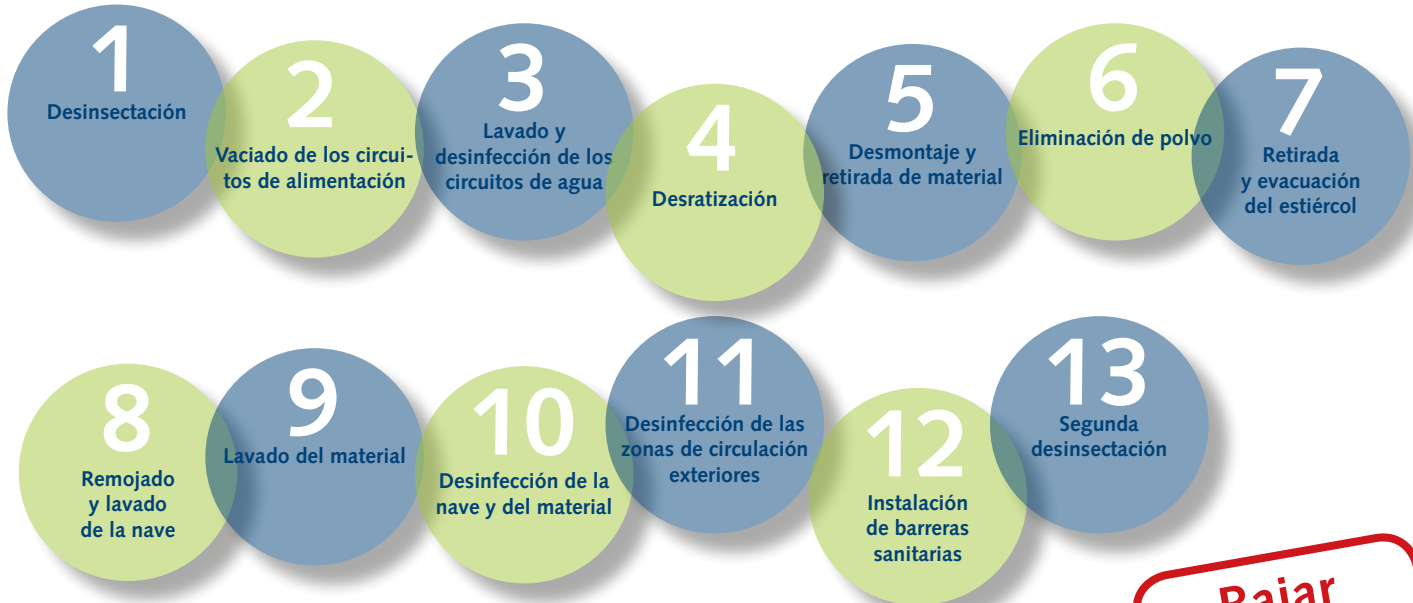 1
Desinsectación
2
Vaciado de los circui-
tos de alimentación
3
Lavado y
desinfección de los
circuitos de agua
4
Desratización
5
Desmontaje y
retirada de material
6
Eliminación de polvo
7
Retirada
y evacuación
del estiércol
8
Remojado
y lavado
de la nave
9
Lavado del material
10
Desinfección de la
nave y del material
11
Desinfección de las
zonas de circulación
exteriores
12
Instalación
de barreras
sanitarias
13
Segunda
desinsectación
Bajar